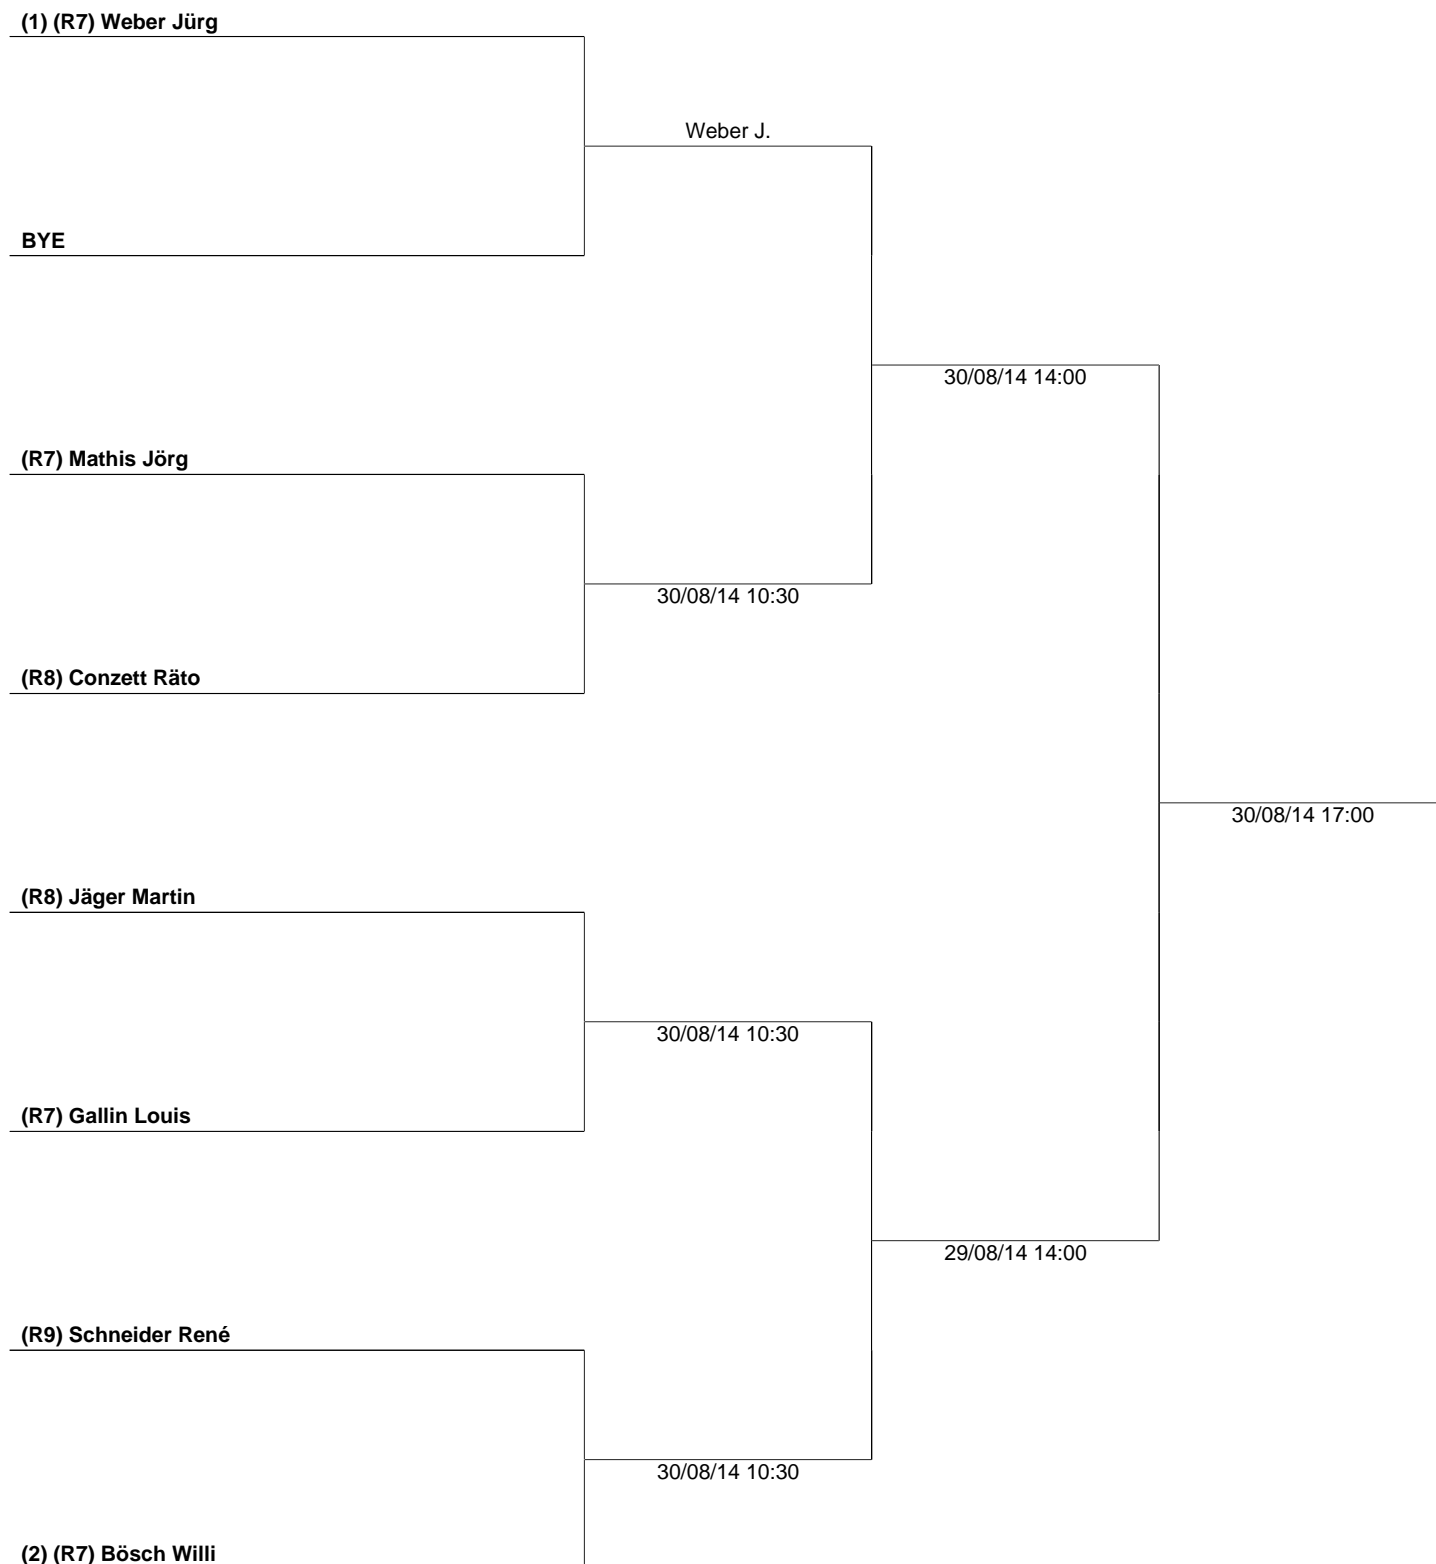 (1) (R7) Weber Jürg
Weber J.
BYE
30/08/14 14:00
(R7) Mathis Jörg
30/08/14 10:30
(R8) Conzett Räto
30/08/14 17:00
(R8) Jäger Martin
30/08/14 10:30
(R7) Gallin Louis
29/08/14 14:00
(R9) Schneider René
30/08/14 10:30
(2) (R7) Bösch Willi